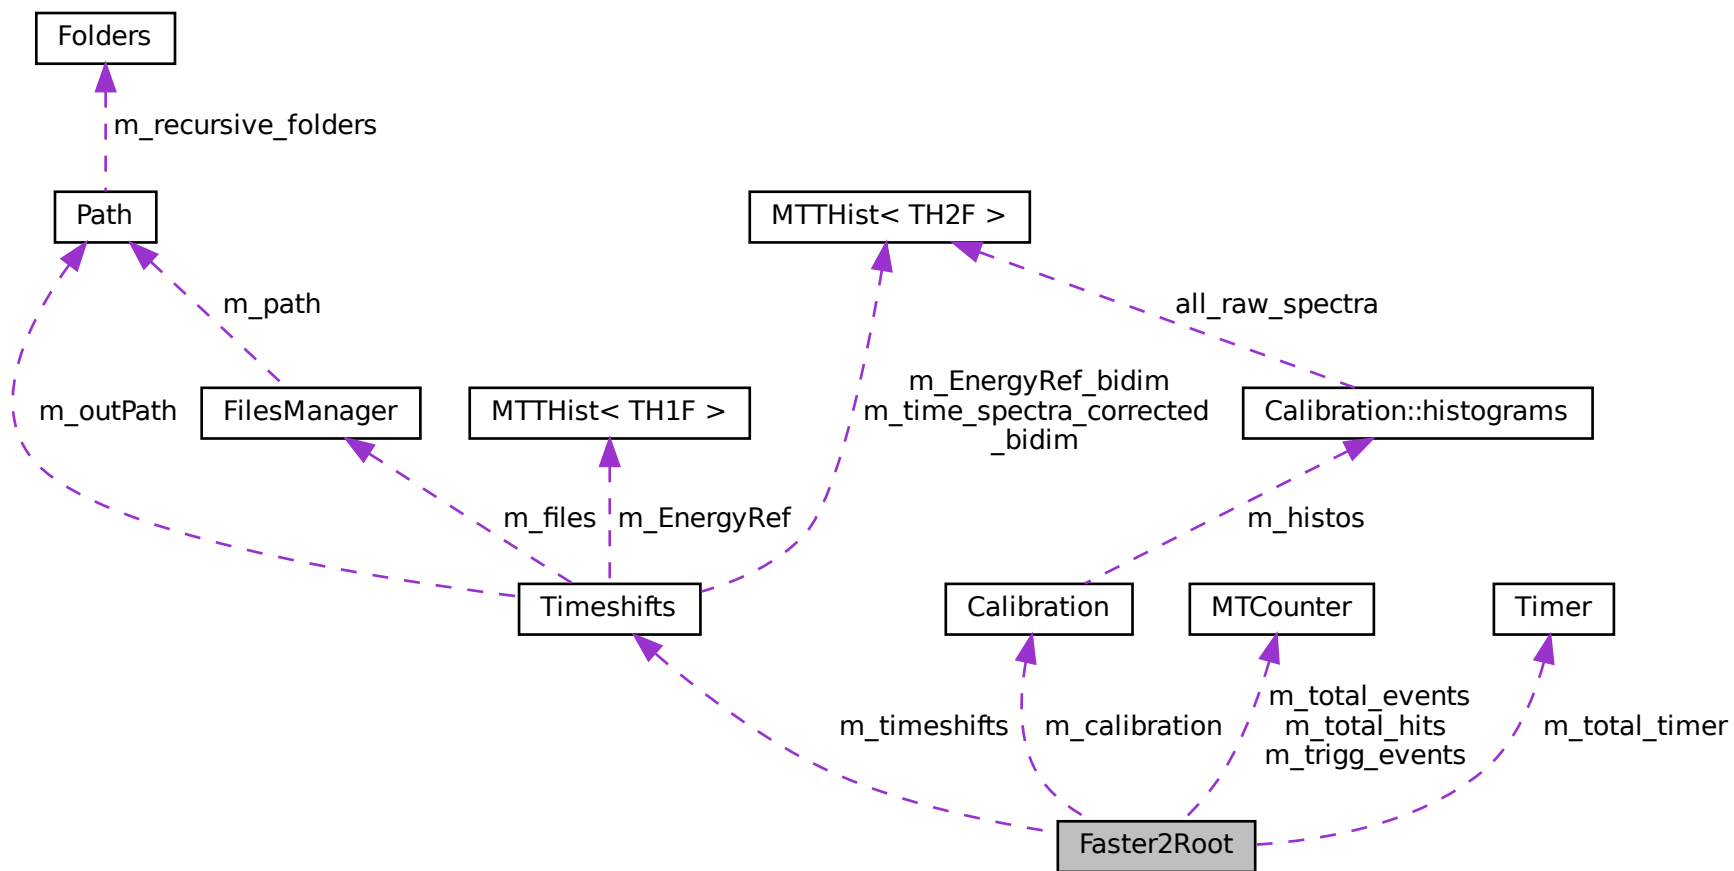 Folders
m_recursive_folders
Path
MTTHist< TH2F >
m_path
all_raw_spectra
m_outPath
FilesManager
MTTHist< TH1F >
m_EnergyRef_bidim
m_time_spectra_corrected
_bidim
Calibration::histograms
m_files
m_EnergyRef
m_histos
Timeshifts
Calibration
MTCounter
Timer
m_timeshifts
m_calibration
m_total_events
m_total_hits
m_trigg_events
m_total_timer
Faster2Root